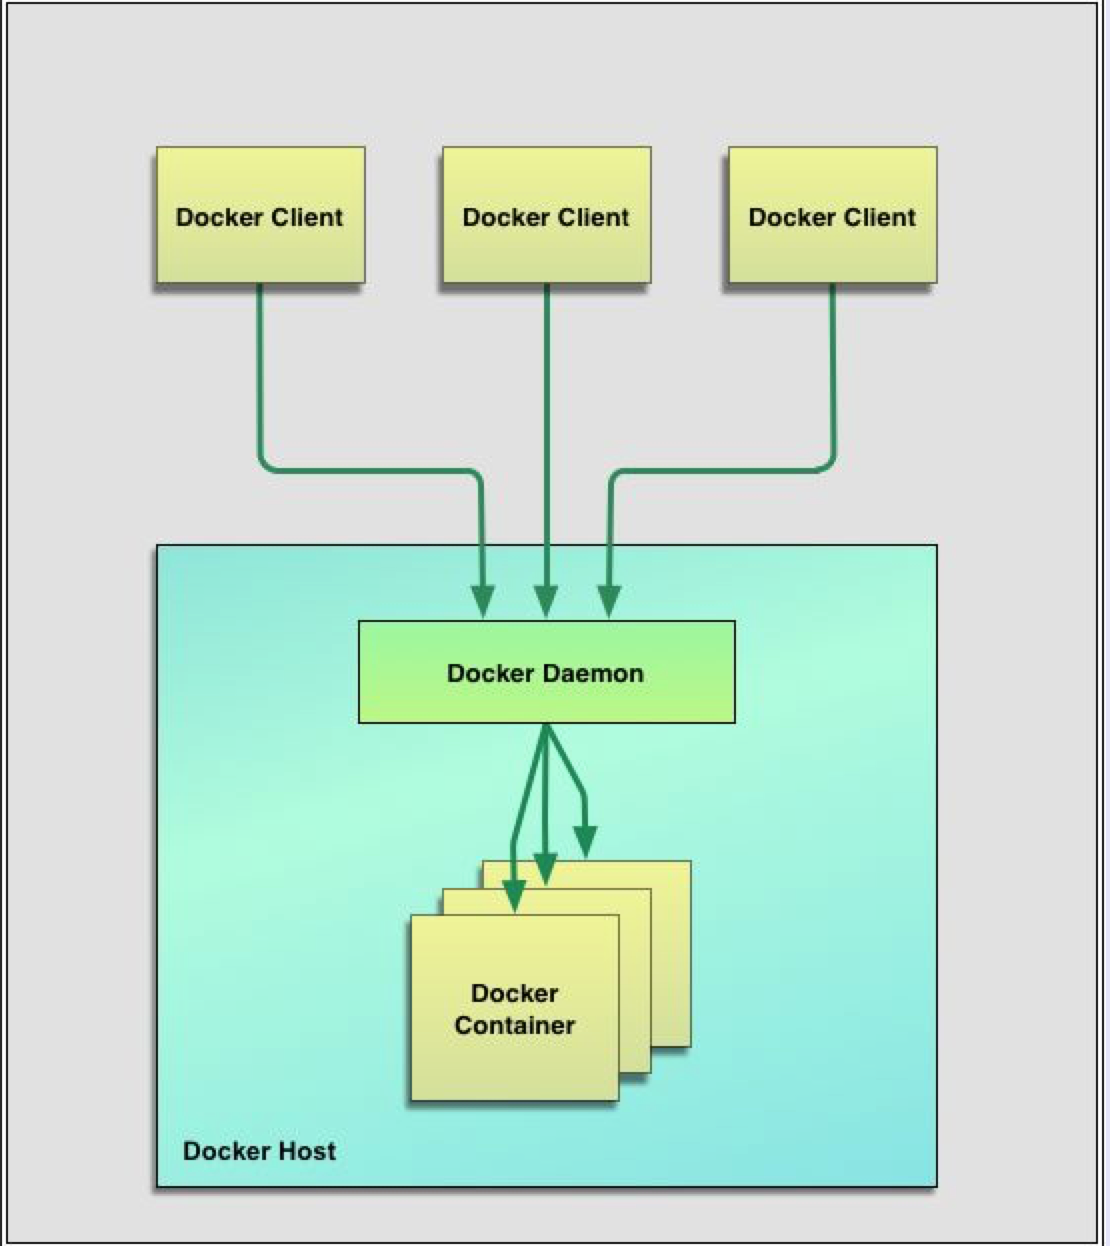 Docker Client
Docker Client
Docker Client
Docker Daemon
Docker
Container
Docker Host